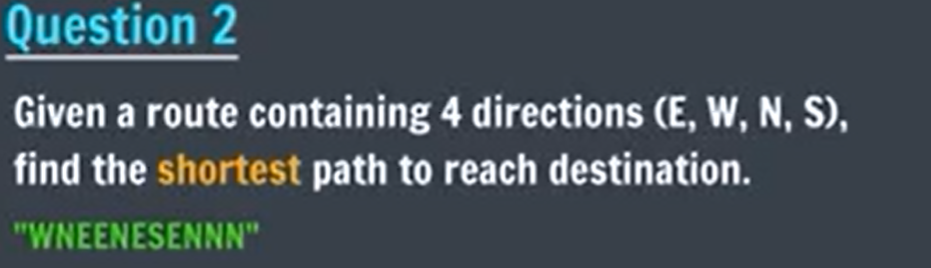 Question 2
Given a route containing 4 directions (E, W, N, S),
find the shortest path to reach destination.
"WNEENESENNN"